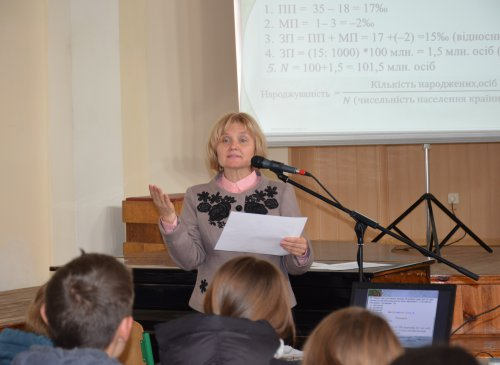 1. ПП = 35 – 18 = 17‰
2. МП = 1– 3 = –2‰
3. ЗП = ПП + МП = 17 +(–2) =15‰ (відносни
4. ЗП = (15: 1000) *100 млн. = 1,5 млн. осіб (
5. N = 100+1,5 = 101,5 млн. осіб
Кількість народжених,осіб
Народжуваність =
N (чисельність населення країни